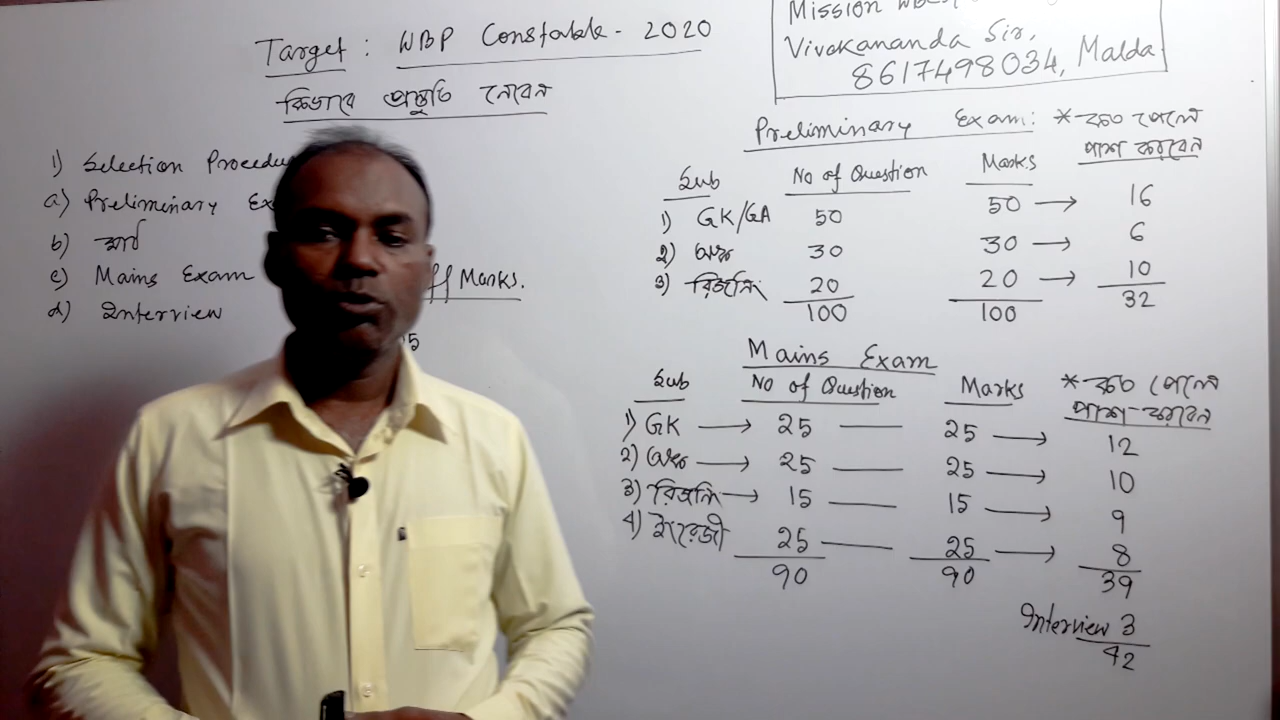 Target : WBP Constable - 2020
কিভাবে প্রস্তুতি নেবেন
1) Selection Procedu
a) Preliminary Ex
b) মাঠ
c) Mains Exam
ff Marks.
d) Interview
5
Mission
Vivekananda Sir,
8617498034, Malda
Preliminary Exam:
* কত পেলে
পাশ করবেন
Sub No of Question Marks
1) GK/GA 50 50 → 16
2) অঙ্ক 30 30 → 6
3) রিজনিং 20 20 → 10
100 100 32
Mains Exam
Sub No of Question Marks * কত পেলে
পাশ করবেন
1) GK → 25 — 25 → 12
2) অঙ্ক → 25 — 25 → 10
3) রিজনিং → 15 — 15 → 9
4) ইংরেজী 25 — 25 → 8
90 90 39
Interview 3
42